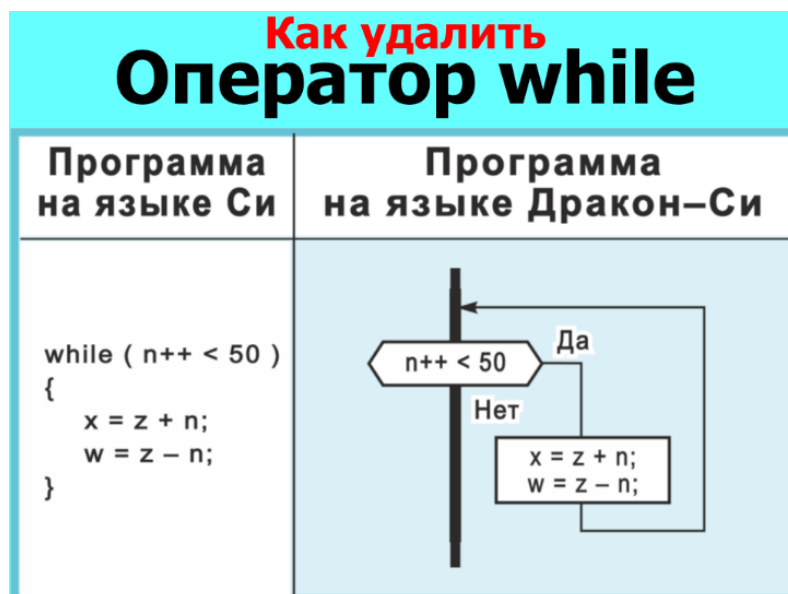 Как удалить
Оператор while
Программа
на языке Си
Программа
на языке Дракон–Си
while ( n++ < 50 )
{
x = z + n;
w = z – n;
}
n++ < 50
Да
Нет
x = z + n;
w = z – n;